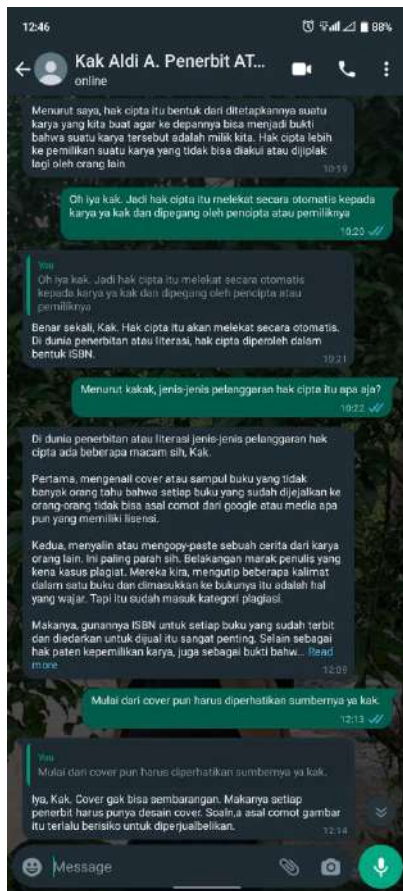 12:46
88%
Kak Aldi A. Penerbit AT...
online
Menurut saya, hak cipta itu bentuk dari ditetapkannya suatu
karya yang kita buat agar ke depannya bisa menjadi bukti
bahwa suatu karya tersebut adalah milik kita. Hak cipta lebih
ke pemilikan suatu karya yang tidak bisa diakui atau dijiplak
lagi oleh orang lain
10:19
Oh iya kak. Jadi hak cipta itu melekat secara otomatis kepada
karya ya kak dan dipegang oleh pencipta atau pemiliknya
10:20
You
Oh iya kak. Jadi hak cipta itu melekat secara otomatis
kepada karya ya kak dan dipegang oleh pencipta atau
pemiliknya
Benar sekali, Kak. Hak cipta itu akan melekat secara otomatis.
Di dunia penerbitan atau literasi, hak cipta diperoleh dalam
bentuk ISBN.
10:21
Menurut kakak, jenis-jenis pelanggaran hak cipta itu apa aja?
10:22
Di dunia penerbitan atau literasi jenis-jenis pelanggaran hak
cipta ada beberapa macam sih, Kak.
Pertama, mengenail cover atau sampul buku yang tidak
banyak orang tahu bahwa setiap buku yang sudah dijejalkan ke
orang-orang tidak bisa asal comot dari google atau media apa
pun yang memiliki lisensi.
Kedua, menyalin atau mengopy-paste sebuah cerita dari karya
orang lain. Ini paling parah sih. Belakangan marak penulis yang
kena kasus plagiat. Mereka kira, mengutip beberapa kalimat
dalam satu buku dan dimasukkan ke bukunya itu adalah hal
yang wajar. Tapi itu sudah masuk kategori plagiasi.
Makanya, gunannya ISBN untuk setiap buku yang sudah terbit
dan diedarkan untuk dijual itu sangat penting. Selain sebagai
hak paten kepemilikan karya, juga sebagai bukti bahw... Read
more
12:09
Mulai dari cover pun harus diperhatikan sumbernya ya kak.
12:13
You
Mulai dari cover pun harus diperhatikan sumbernya ya kak.
Iya, Kak. Cover gak bisa sembarangan. Makanya setiap
penerbit harus punya desain cover. Soaln,a asal comot gambar
itu terlalu berisiko untuk diperjualbelikan.
12:14
Message